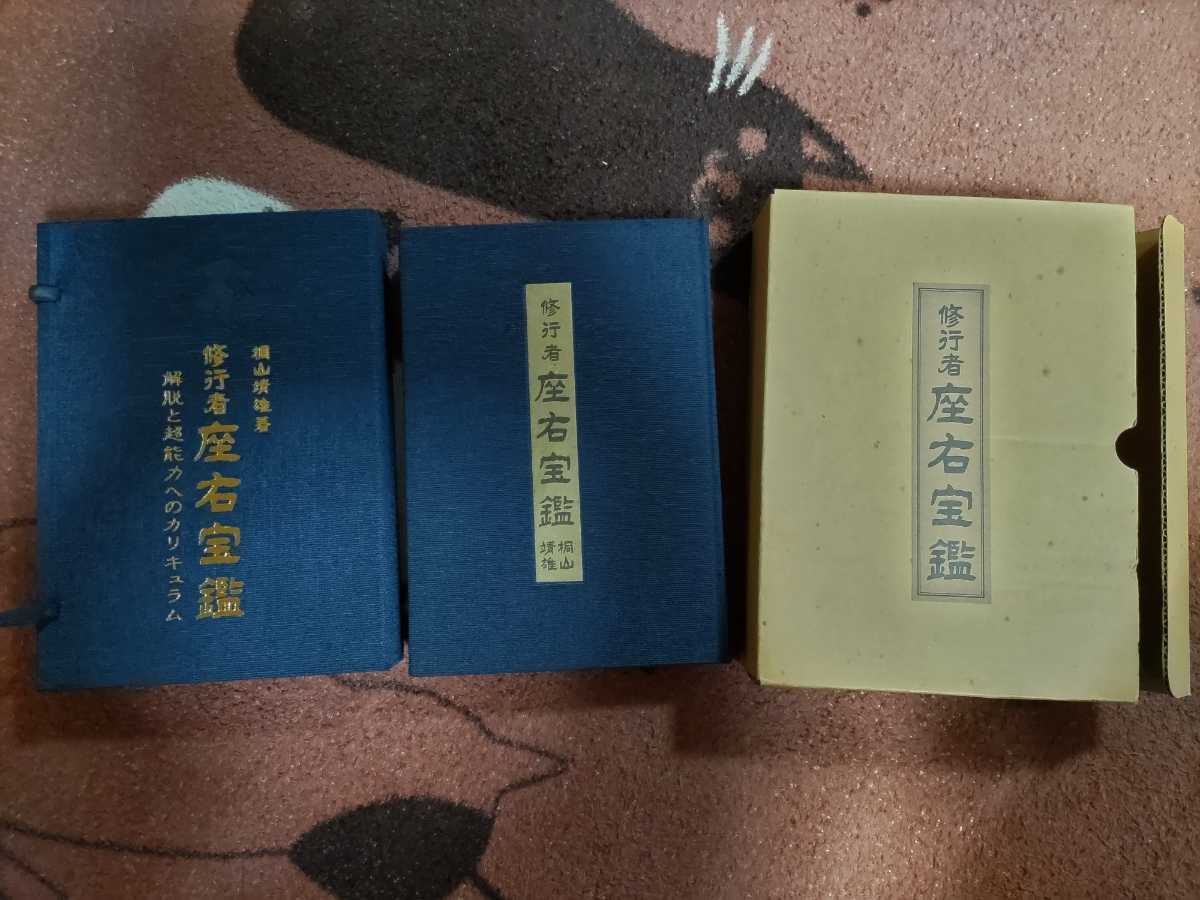 桐山靖雄著
修行者座右宝鑑
解脱と超能力へのカリキュラム
修行者座右宝鑑
桐山
靖雄
修行者座右宝鑑